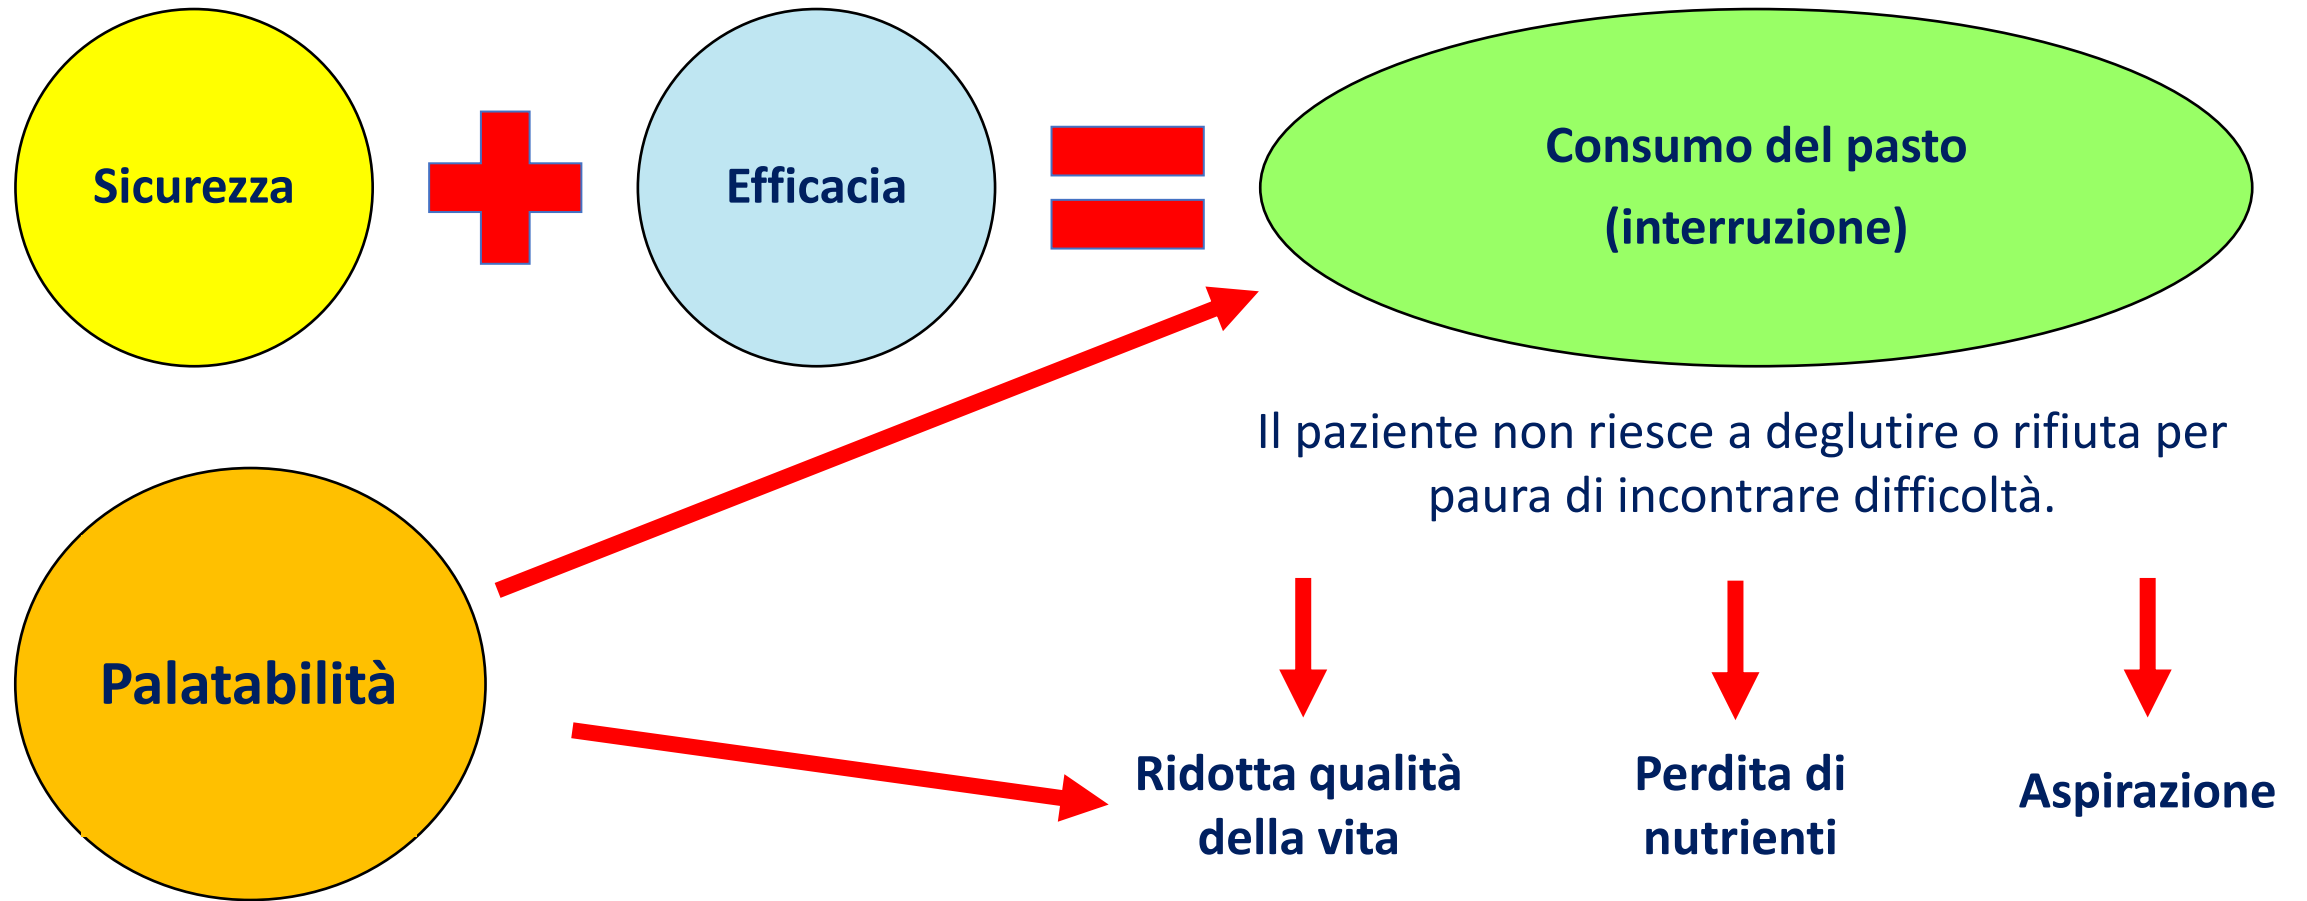 Sicurezza
Efficacia
Consumo del pasto
(interruzione)
Il paziente non riesce a deglutire o rifiuta per
paura di incontrare difficoltà.
Palatabilità
Ridotta qualità
della vita
Perdita di
nutrienti
Aspirazione